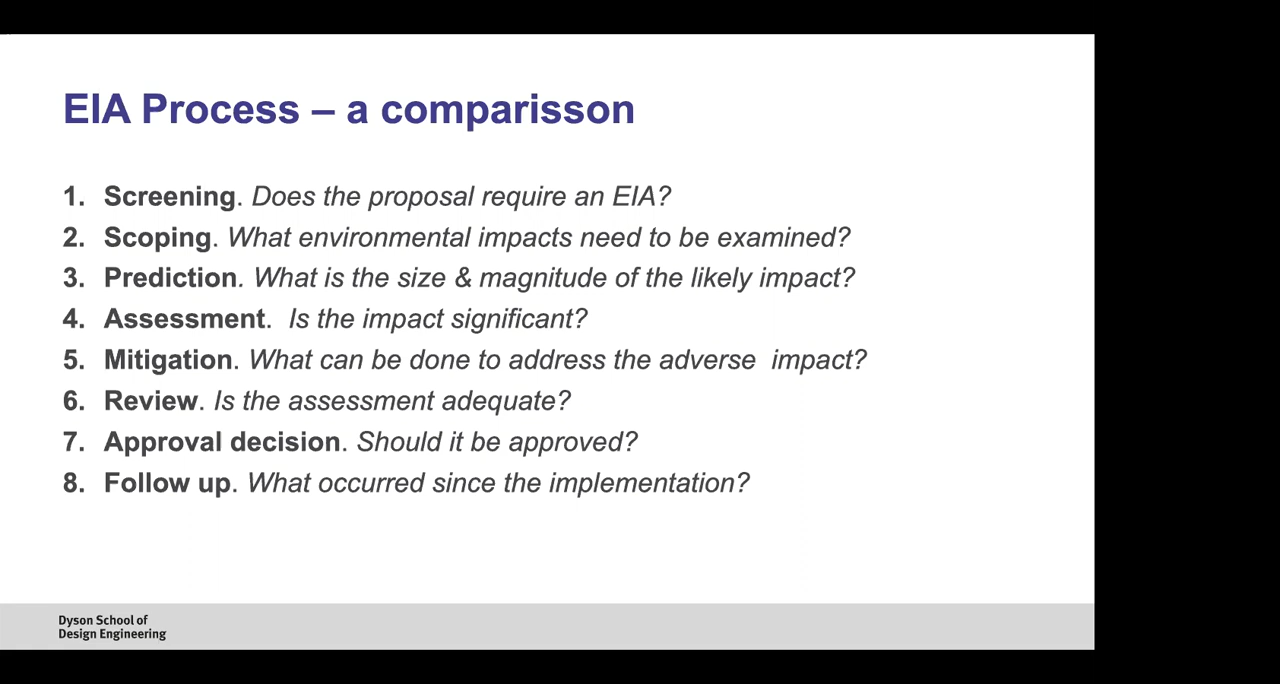 EIA Process – a comparisson
1. Screening. Does the proposal require an EIA?
2. Scoping. What environmental impacts need to be examined?
3. Prediction. What is the size & magnitude of the likely impact?
4. Assessment.  Is the impact significant?
5. Mitigation. What can be done to address the adverse  impact?
6. Review. Is the assessment adequate?
7. Approval decision. Should it be approved?
8. Follow up. What occurred since the implementation?
Dyson School of
Design Engineering